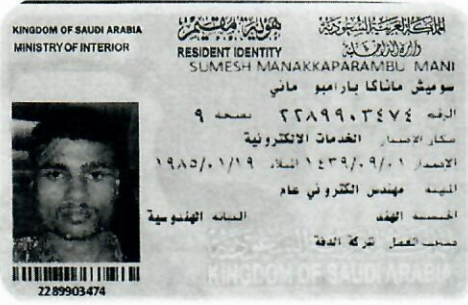 KINGDOM OF SAUDI ARABIA
MINISTRY OF INTERIOR
هوية مقيم
RESIDENT IDENTITY
المملكة العربية السعودية
وزارة الداخلية
SUMESH MANAKKAPARAMBU MANI
سوميش ماناكا بارامبو ماني
الرقم ٢٢٨٩٩٠٣٤٧٤ نسخة ٩
مكان الاصدار الخدمات الالكترونية
الاصدار ١٤٣٩/٠٩/٠١ الميلاد ١٩٨٥/٠١/١٩
المهنة مهندس الكتروني عام
الجنسية الهند الديانة الهندوسية
صاحب العمل شركة الدقة
KINGDOM OF SAUDI ARABIA
2289903474